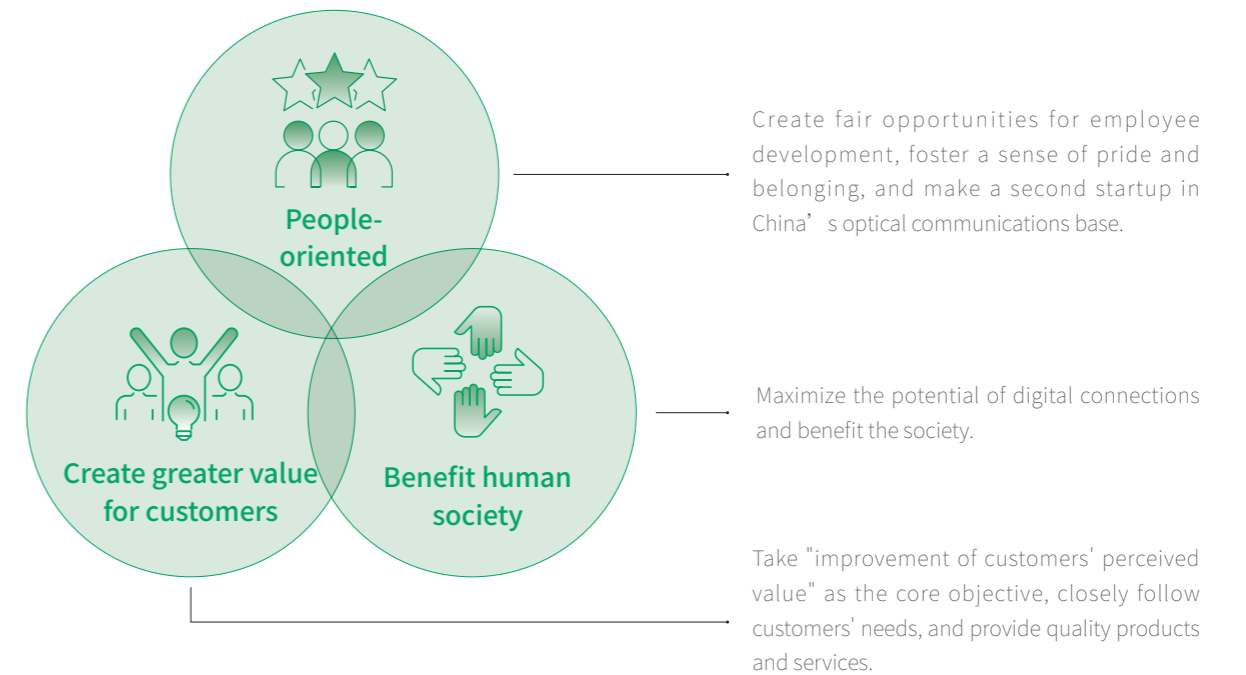 People-
oriented
Create greater value
for customers
Benefit human
society
Create fair opportunities for employee
development, foster a sense of pride and
belonging, and make a second startup in
China’s optical communications base.
Maximize the potential of digital connections
and benefit the society.
Take "improvement of customers' perceived
value" as the core objective, closely follow
customers' needs, and provide quality products
and services.